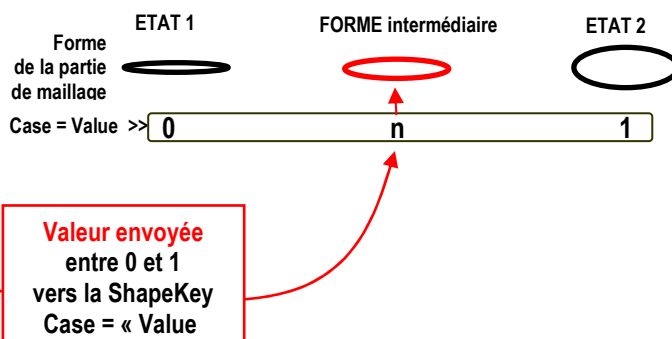 ETAT 1 FORME intermédiaire ETAT 2
Forme
de la partie
de maillage
Case = Value >> 0 n 1
Valeur envoyée
entre 0 et 1
vers la ShapeKey
Case = « Value